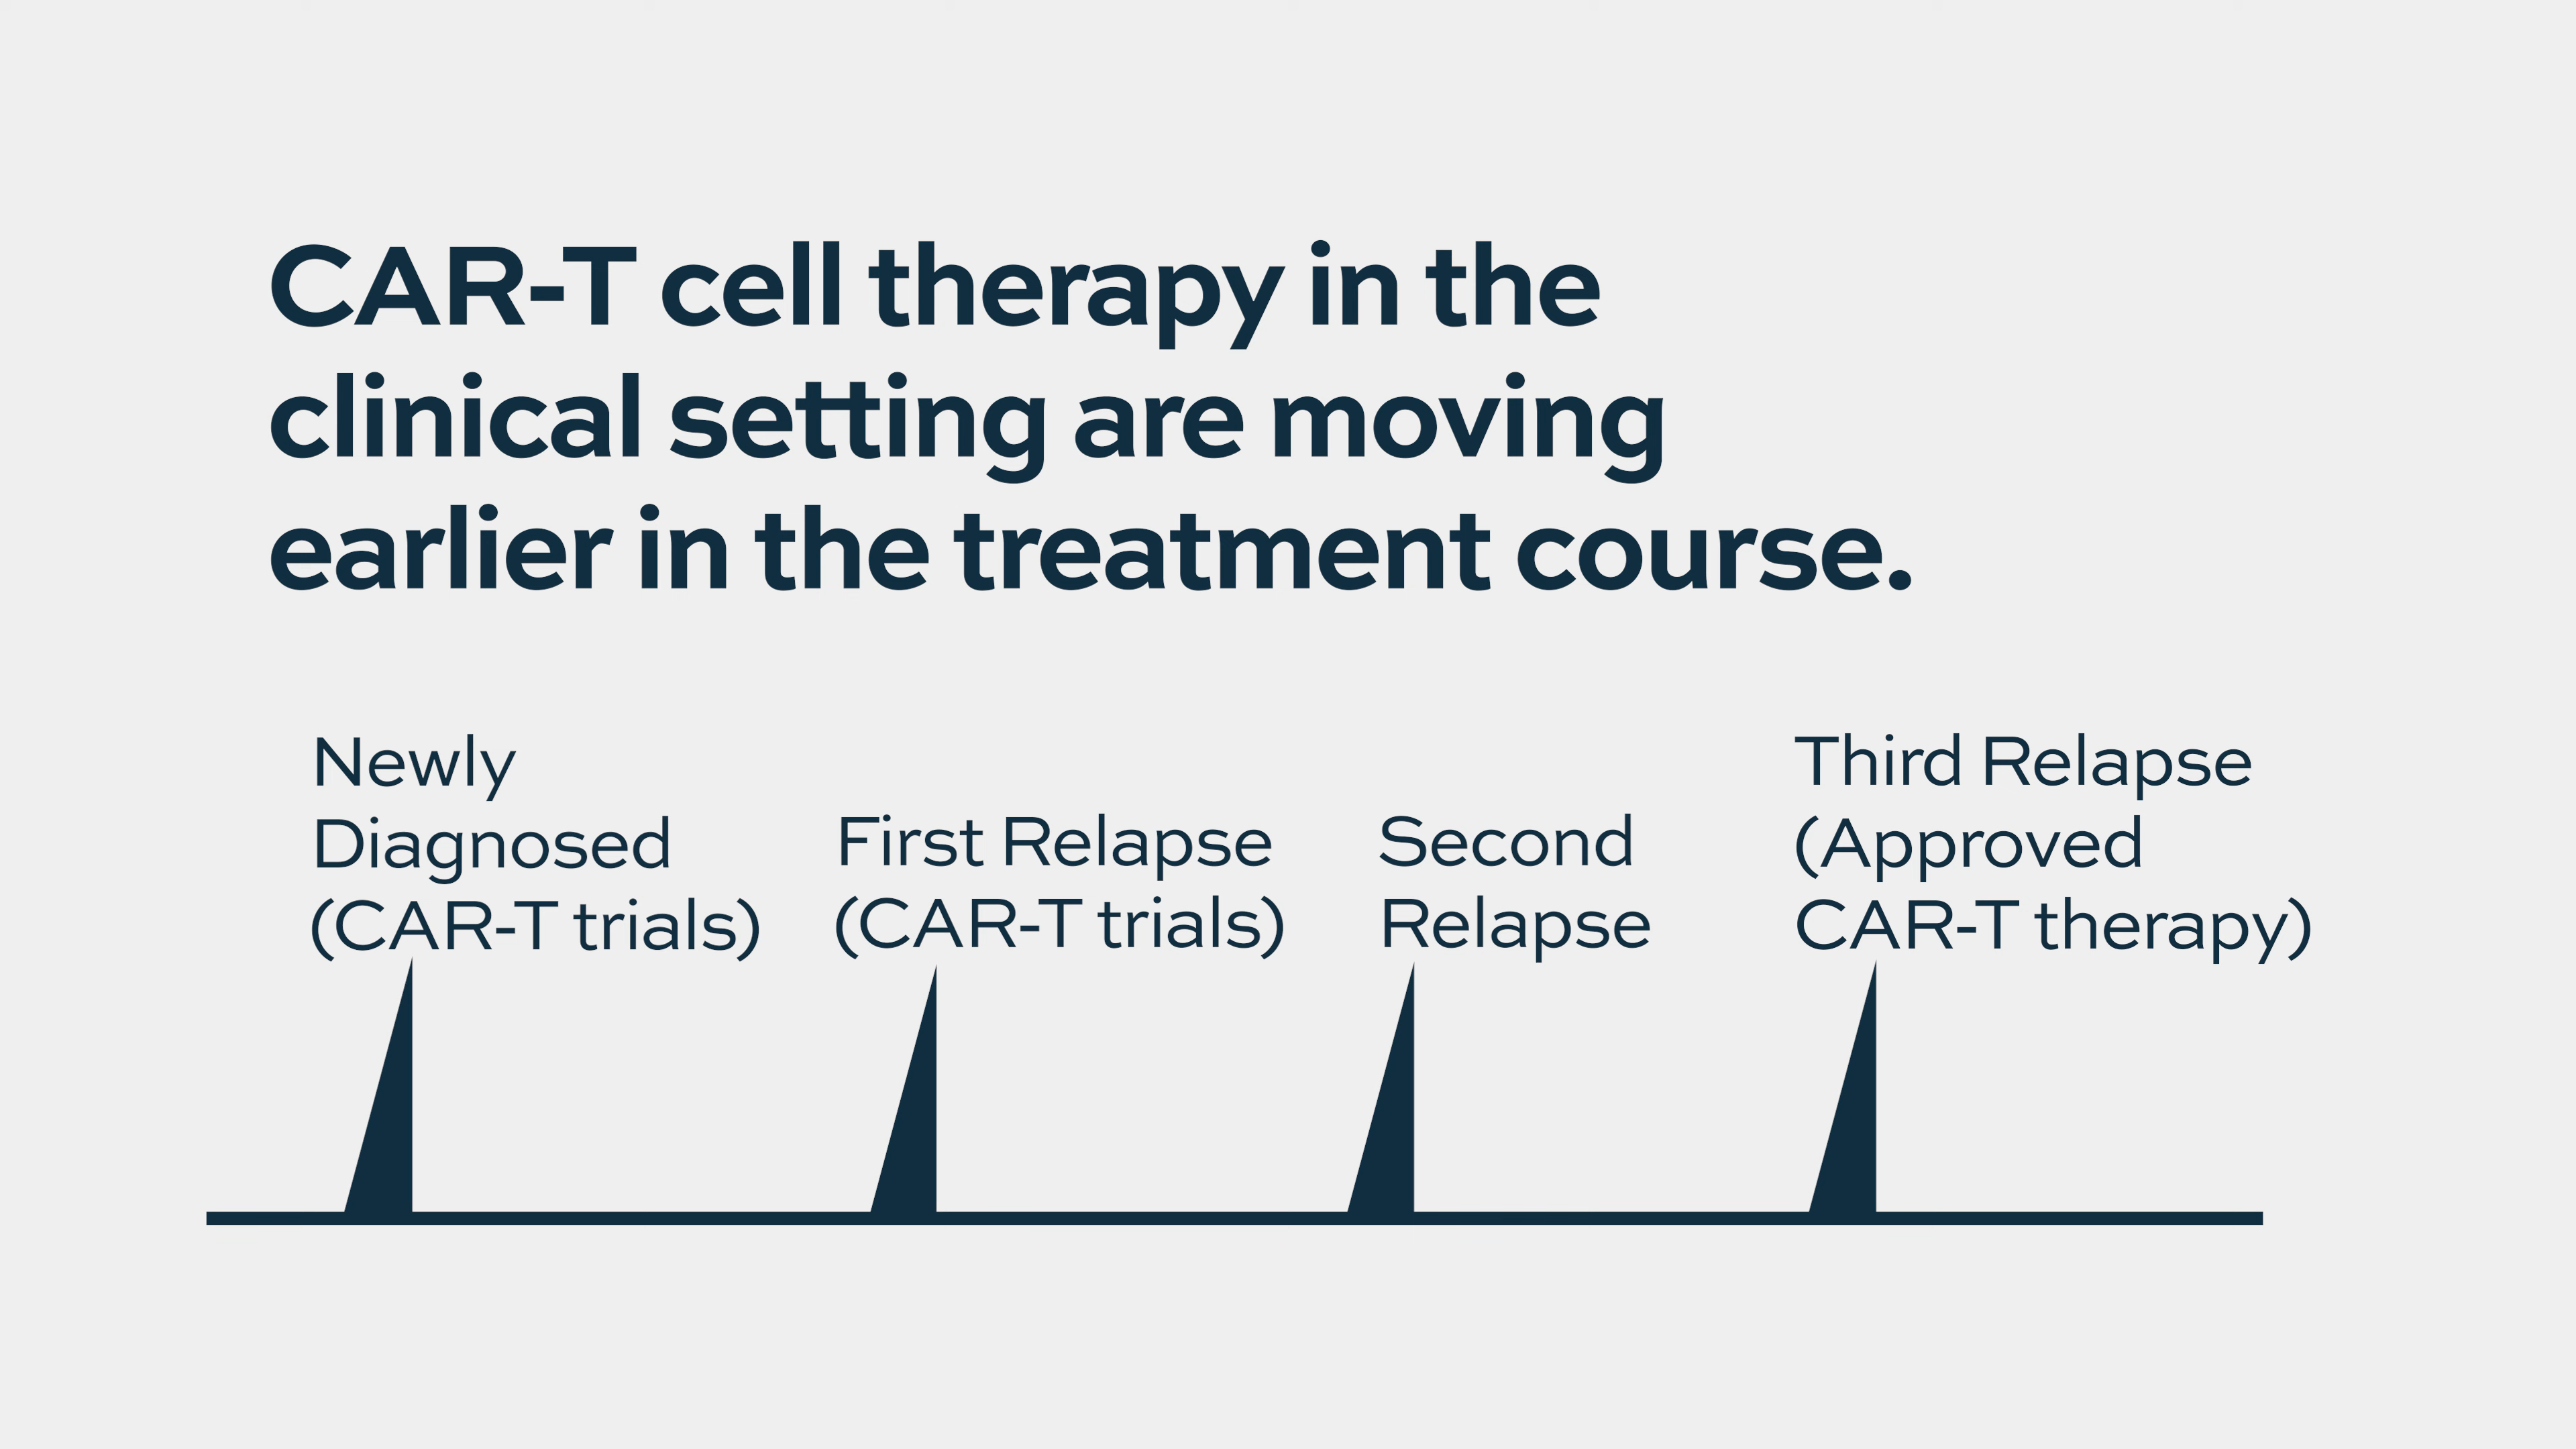 CAR-T cell therapy in the
clinical setting are moving
earlier in the treatment course.
Newly
Diagnosed
(CAR-T trials)
First Relapse
(CAR-T trials)
Second
Relapse
Third Relapse
(Approved
CAR-T therapy)